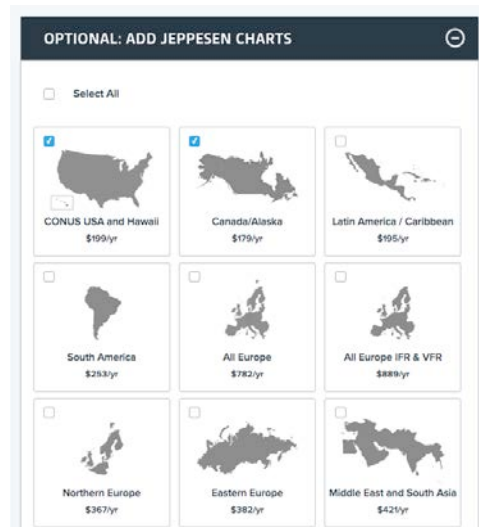 OPTIONAL: ADD JEPPESEN CHARTS
Select All
CONUS USA and Hawaii
$199/yr
Canada/Alaska
$179/yr
Latin America / Caribbean
$195/yr
South America
$253/yr
All Europe
$782/yr
All Europe IFR & VFR
$889/yr
Northern Europe
$367/yr
Eastern Europe
$382/yr
Middle East and South Asia
$421/yr